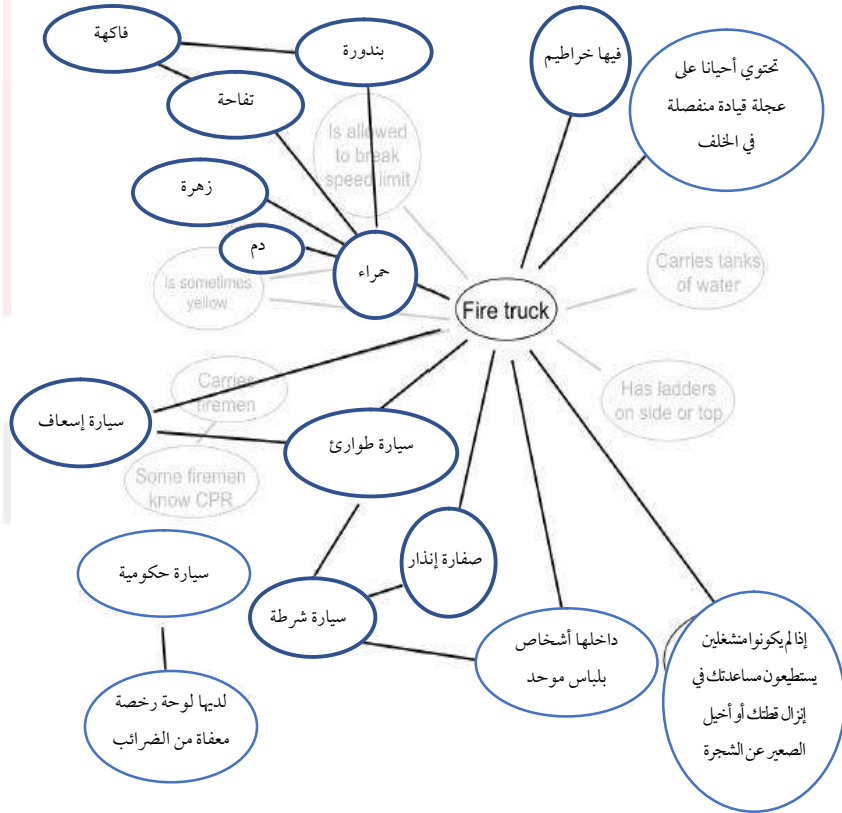 فاكهة
بندورة
فيها خراطيم
تحتوي أحيانا على
عجلة قيادة منفصلة
في الخلف
تفاحة
Is allowed
to break
speed limit
زهرة
دم
حمراء
Is sometimes
yellow
Carries tanks
of water
Fire truck
Carries
firemen
Has ladders
on side or top
سيارة إسعاف
سيارة طوارئ
Some firemen
know CPR
صفارة إنذار
سيارة حكومية
سيارة شرطة
داخلها أشخاص
بلباس موحد
إذا لم يكونوا منشغلين
يستطيعون مساعدتك في
إنزال قطتك أو أخيل
الصعير عن الشجرة
لديها لوحة رخصة
معفاة من الضرائب